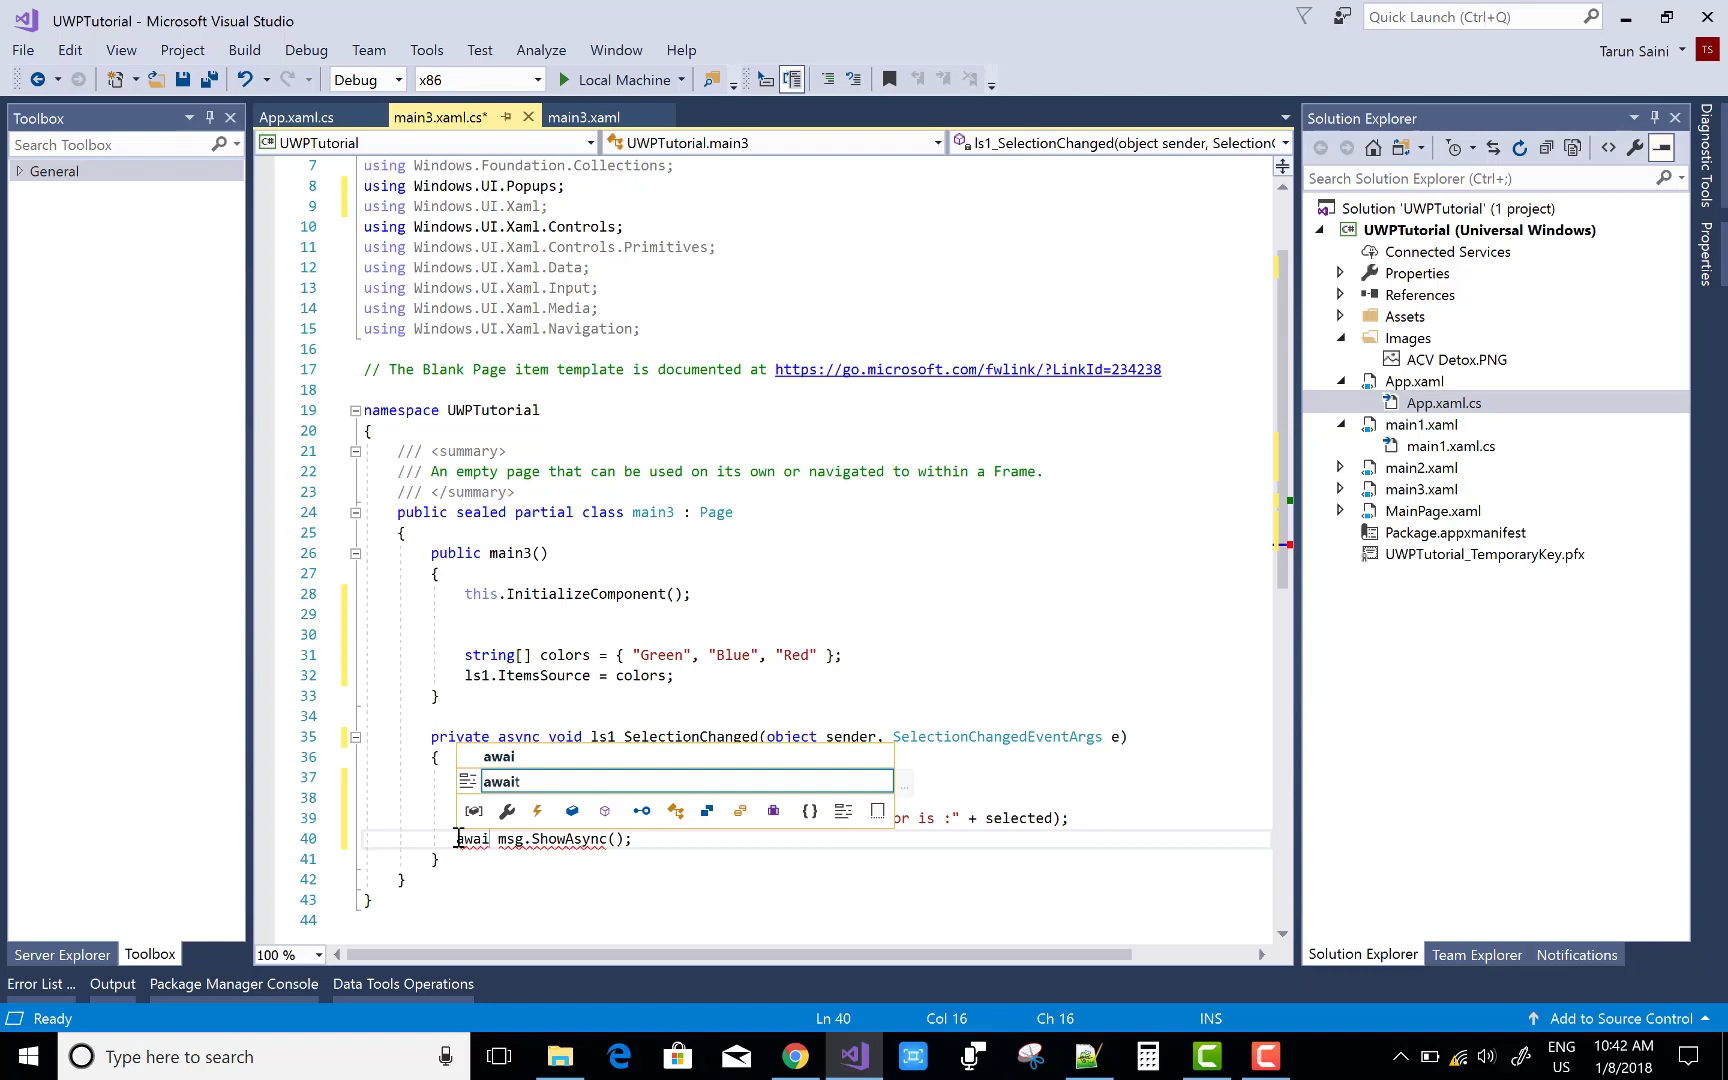 UWPTutorial - Microsoft Visual Studio
Quick Launch (Ctrl+Q)
File Edit View Project Build Debug Team Tools Test Analyze Window Help
Tarun Saini TS
Debug x86 Local Machine
Toolbox
Search Toolbox
General
App.xaml.cs main3.xaml.cs* main3.xaml
UWPTutorial UWPTutorial.main3 ls1_SelectionChanged(object sender, Selection
7 using Windows.Foundation.Collections;
8 using Windows.UI.Popups;
9 using Windows.UI.Xaml;
10 using Windows.UI.Xaml.Controls;
11 using Windows.UI.Xaml.Controls.Primitives;
12 using Windows.UI.Xaml.Data;
13 using Windows.UI.Xaml.Input;
14 using Windows.UI.Xaml.Media;
15 using Windows.UI.Xaml.Navigation;
16
17 // The Blank Page item template is documented at https://go.microsoft.com/fwlink/?LinkId=234238
18
19 namespace UWPTutorial
20 {
21 /// <summary>
22 /// An empty page that can be used on its own or navigated to within a Frame.
23 /// </summary>
24 public sealed partial class main3 : Page
25 {
26 public main3()
27 {
28 this.InitializeComponent();
29
30
31 string[] colors = { "Green", "Blue", "Red" };
32 ls1.ItemsSource = colors;
33 }
34
35 private async void ls1_SelectionChanged(object sender, SelectionChangedEventArgs e)
36 {
37
38
39 or is :" + selected);
40 awai msg.ShowAsync();
41 }
42 }
43 }
44
awai
await
100 %
Server Explorer Toolbox
Error List ... Output Package Manager Console Data Tools Operations
Solution Explorer
Search Solution Explorer (Ctrl+;)
Solution 'UWPTutorial' (1 project)
UWPTutorial (Universal Windows)
Connected Services
Properties
References
Assets
Images
ACV Detox.PNG
App.xaml
App.xaml.cs
main1.xaml
main1.xaml.cs
main2.xaml
main3.xaml
MainPage.xaml
Package.appxmanifest
UWPTutorial_TemporaryKey.pfx
Solution Explorer Team Explorer Notifications
Diagnostic Tools
Properties
Ready Ln 40 Col 16 Ch 16 INS Add to Source Control
Type here to search
ENG
US
10:42 AM
1/8/2018